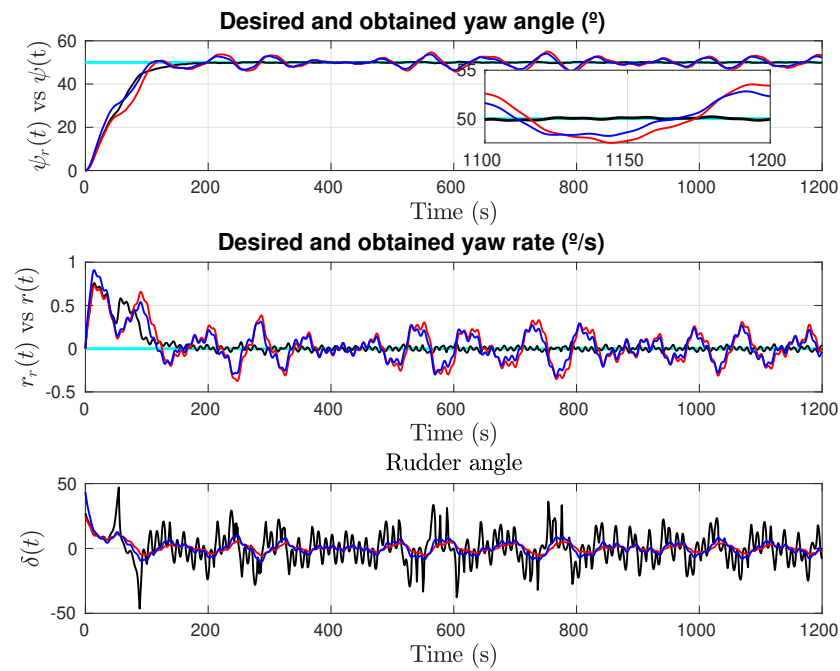 Desired and obtained yaw angle (º)
ψ_r(t) vs ψ(t)
60
40
20
0
55
50
1100 1150 1200
0 200 400 600 800 1000 1200
Time (s)
Desired and obtained yaw rate (º/s)
r_r(t) vs r(t)
1
0.5
0
-0.5
0 200 400 600 800 1000 1200
Time (s)
Rudder angle
δ(t)
50
0
-50
0 200 400 600 800 1000 1200
Time (s)